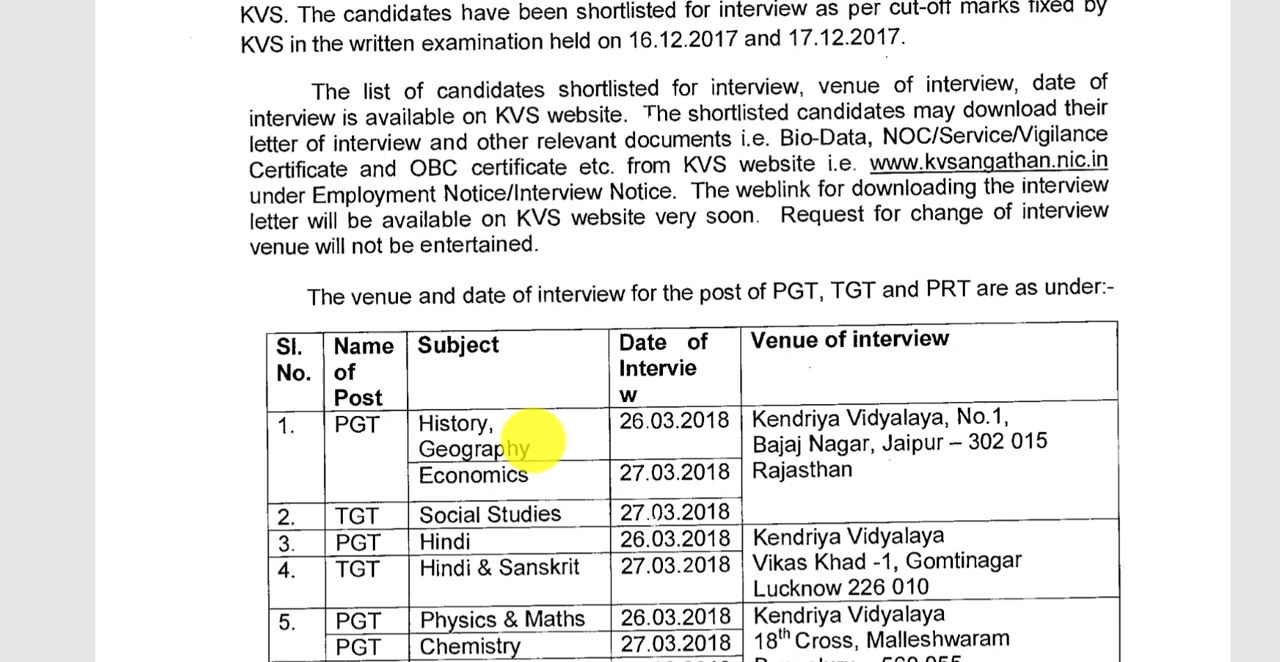 KVS. The candidates have been shortlisted for interview as per cut-off marks fixed by
KVS in the written examination held on 16.12.2017 and 17.12.2017.
The list of candidates shortlisted for interview, venue of interview, date of
interview is available on KVS website. The shortlisted candidates may download their
letter of interview and other relevant documents i.e. Bio-Data, NOC/Service/Vigilance
Certificate and OBC certificate etc. from KVS website i.e. www.kvsangathan.nic.in
under Employment Notice/Interview Notice. The weblink for downloading the interview
letter will be available on KVS website very soon. Request for change of interview
venue will not be entertained.
The venue and date of interview for the post of PGT, TGT and PRT are as under:-
Sl. Name Subject Date of Venue of interview
No. of Intervie
Post w
1. PGT History, 26.03.2018 Kendriya Vidyalaya, No.1,
Geography Bajaj Nagar, Jaipur – 302 015
Economics 27.03.2018 Rajasthan
2. TGT Social Studies 27.03.2018
3. PGT Hindi 26.03.2018 Kendriya Vidyalaya
4. TGT Hindi & Sanskrit 27.03.2018 Vikas Khad -1, Gomtinagar
Lucknow 226 010
5. PGT Physics & Maths 26.03.2018 Kendriya Vidyalaya
PGT Chemistry 27.03.2018 18th Cross, Malleshwaram